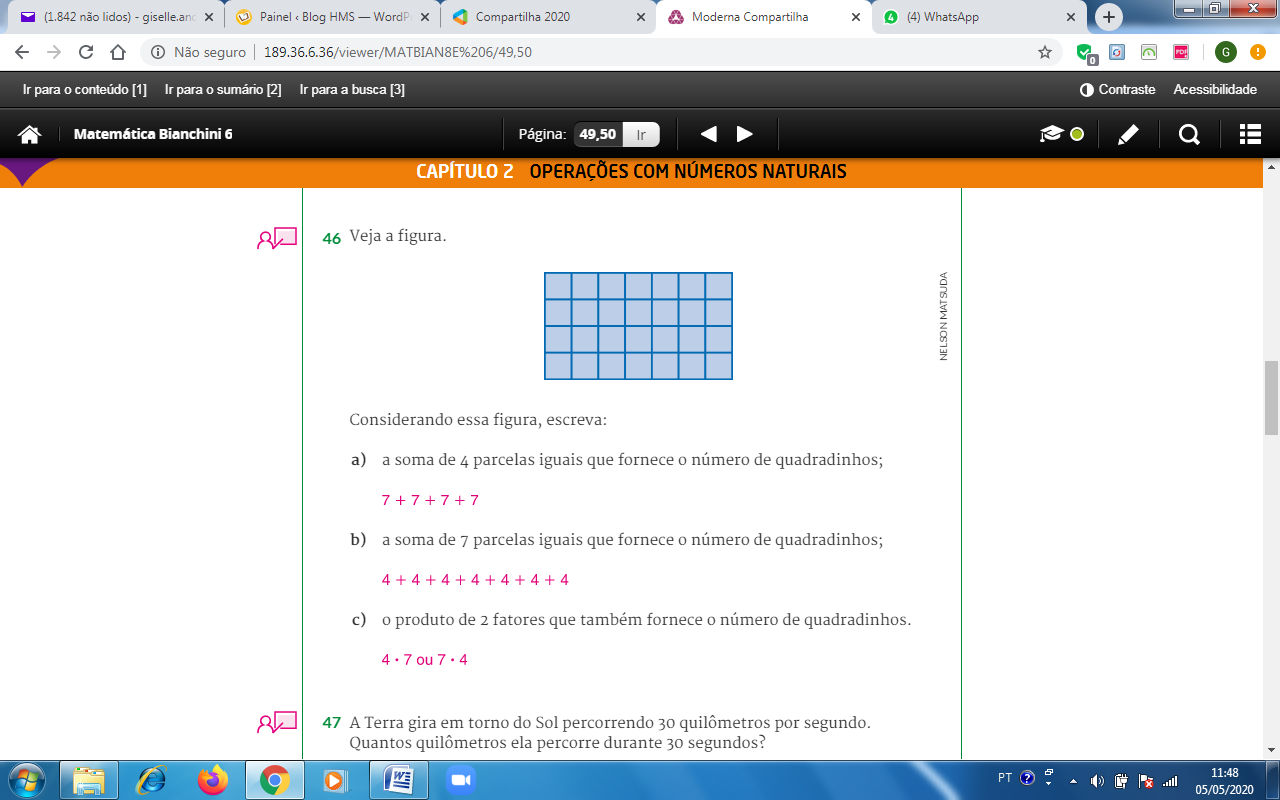 (1.842 não lidos) - giselle.anc
Painel ‹ Blog HMS — WordP
Compartilha 2020
Moderna Compartilha
(4) WhatsApp
Não seguro
189.36.6.36/viewer/MATBIAN8E%206/49,50
Ir para o conteúdo [1]
Ir para o sumário [2]
Ir para a busca [3]
Contraste
Acessibilidade
Matemática Bianchini 6
Página:
49,50
Ir
CAPÍTULO 2 OPERAÇÕES COM NÚMEROS NATURAIS
46 Veja a figura.
NELSON MATSUDA
Considerando essa figura, escreva:
a) a soma de 4 parcelas iguais que fornece o número de quadradinhos;
7 + 7 + 7 + 7
b) a soma de 7 parcelas iguais que fornece o número de quadradinhos;
4 + 4 + 4 + 4 + 4 + 4 + 4
c) o produto de 2 fatores que também fornece o número de quadradinhos.
4 · 7 ou 7 · 4
47 A Terra gira em torno do Sol percorrendo 30 quilômetros por segundo.
Quantos quilômetros ela percorre durante 30 segundos?
PT
11:48
05/05/2020